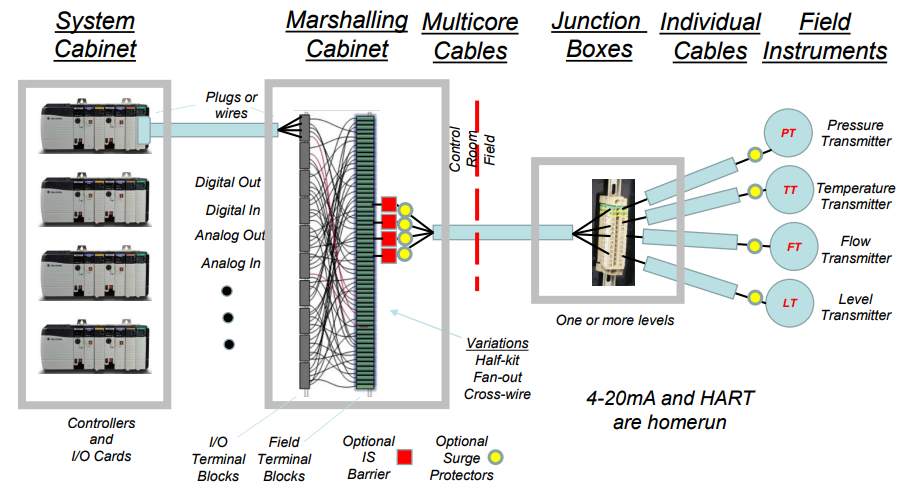 System
Cabinet
Marshalling
Cabinet
Multicore
Cables
Junction
Boxes
Individual
Cables
Field
Instruments
Plugs or
wires
Digital Out
Digital In
Analog Out
Analog In
Control
Room
Field
PT
Pressure
Transmitter
TT
Temperature
Transmitter
FT
Flow
Transmitter
LT
Level
Transmitter
One or more levels
Variations
Half-kit
Fan-out
Cross-wire
4-20mA and HART
are homerun
Controllers
and
I/O Cards
I/O
Terminal
Blocks
Field
Terminal
Blocks
Optional
IS
Barrier
Optional
Surge
Protectors